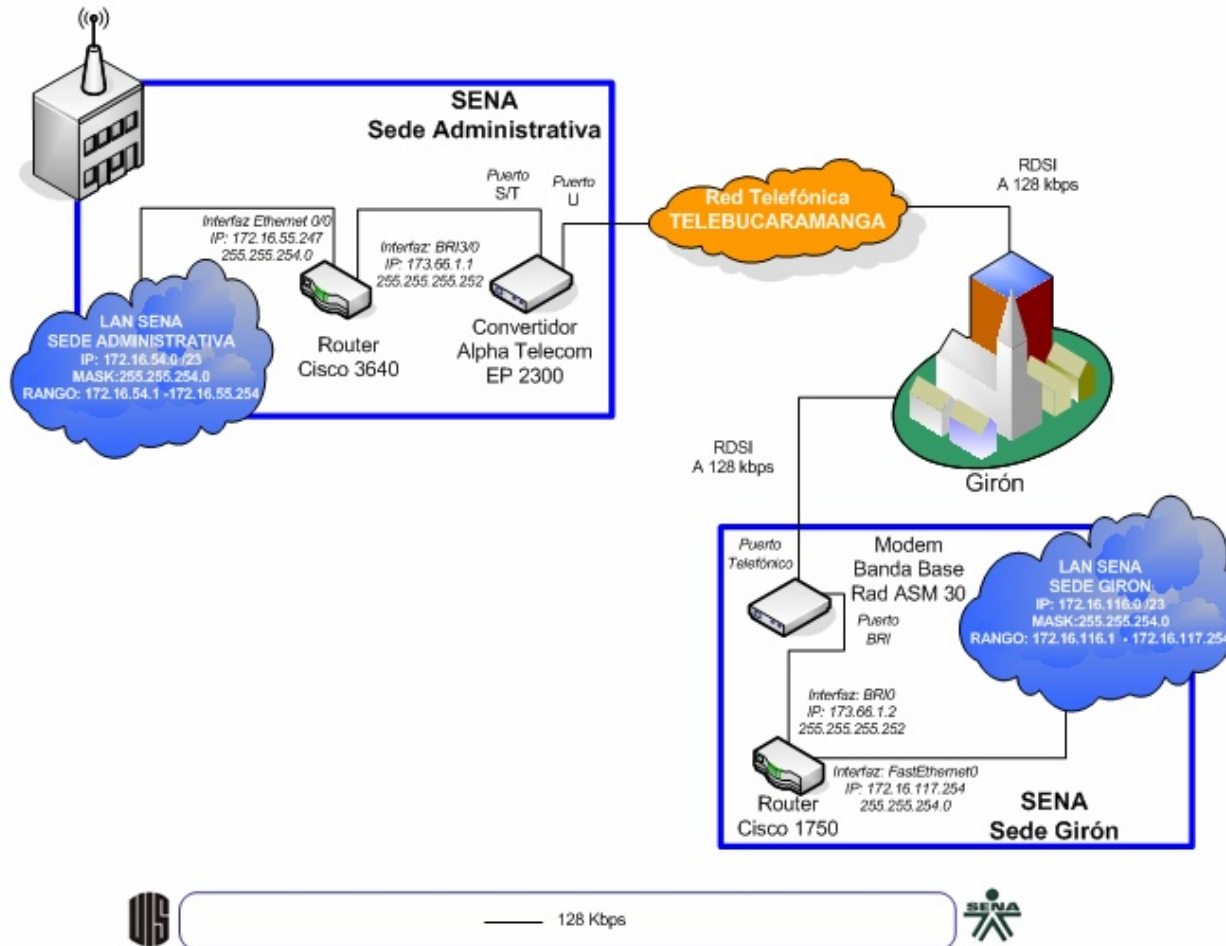 SENA
Sede Administrativa
Puerto
S/T
Puerto
U
Interfaz Ethernet 0/0
IP: 172.16.55.247
255.255.254.0
Interfaz: BRI3/0
IP: 173.66.1.1
255.255.255.252
Router
Cisco 3640
Convertidor
Alpha Telecom
EP 2300
LAN SENA
SEDE ADMINISTRATIVA
IP: 172.16.54.0 /23
MASK:255.255.254.0
RANGO: 172.16.54.1 -172.16.55.254
Red Telefónica
TELEBUCARAMANGA
RDSI
A 128 kbps
Girón
RDSI
A 128 kbps
Puerto
Telefónico
Modem
Banda Base
Rad ASM 30
Puerto
BRI
LAN SENA
SEDE GIRON
IP: 172.16.116.0 /23
MASK:255.255.254.0
RANGO: 172.16.116.1 - 172.16.117.254
Interfaz: BRI0
IP: 173.66.1.2
255.255.255.252
Interfaz: FastEthernet0
IP: 172.16.117.254
255.255.254.0
Router
Cisco 1750
SENA
Sede Girón
UIS
128 Kbps
SENA